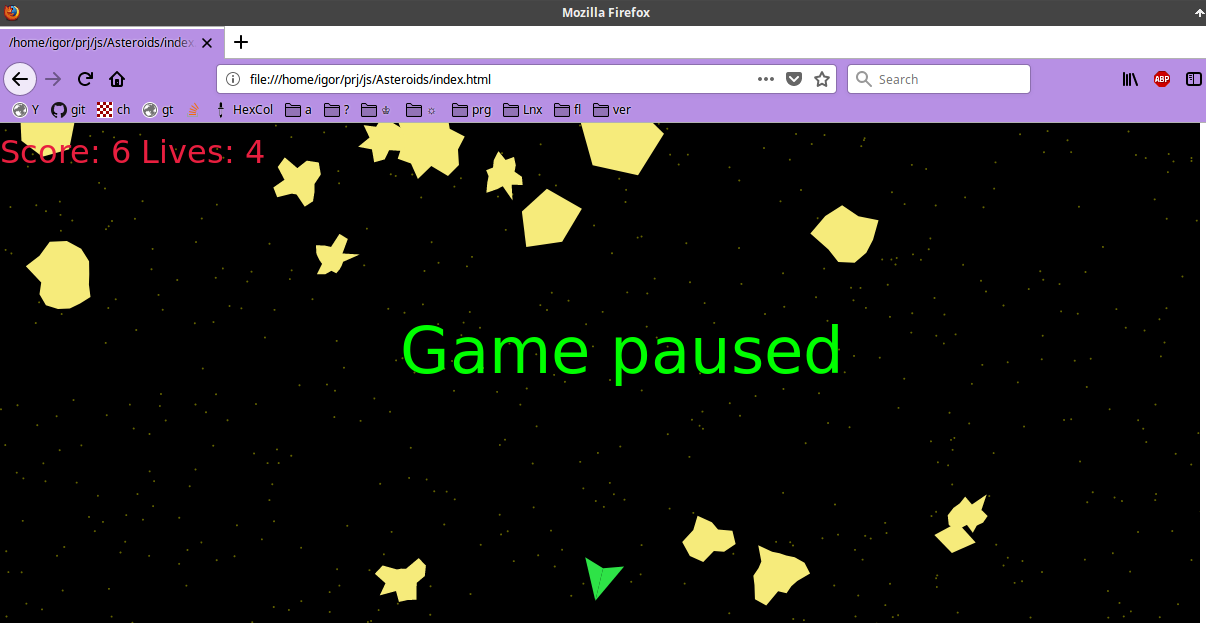 Mozilla Firefox
/home/igor/prj/js/Asteroids/index
file:///home/igor/prj/js/Asteroids/index.html
Search
ABP
Y git ch gt HexCol a ? ♔ ☼ prg Lnx fl ver
Score: 6 Lives: 4
Game paused